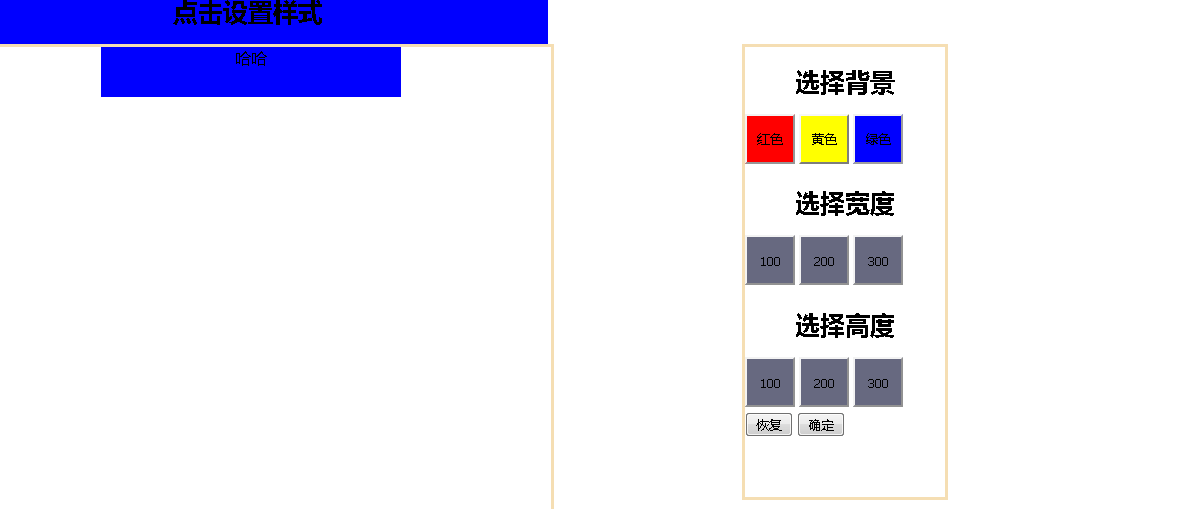 点击设置样式
哈哈
选择背景
红色 黄色 绿色
选择宽度
100 200 300
选择高度
100 200 300
恢复 确定